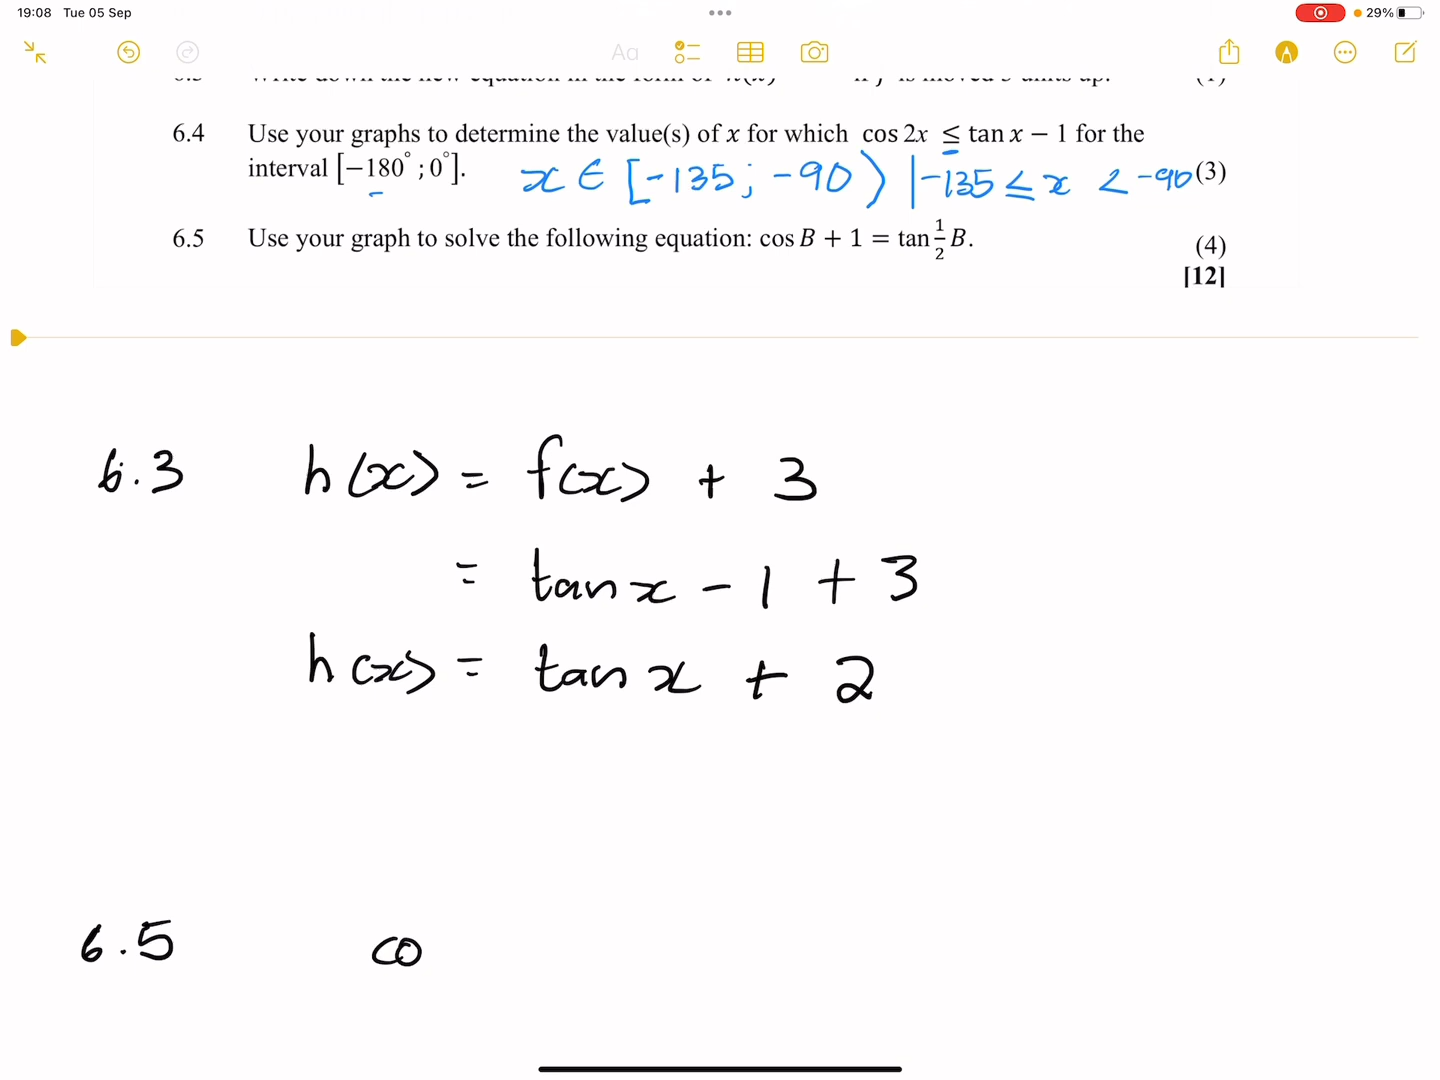 19:08 Tue 05 Sep
29%
Aa
6.4 Use your graphs to determine the value(s) of x for which cos 2x ≤ tan x − 1 for the
interval [−180° ; 0°]. x ∈ [-135; -90) | -135 ≤ x < -90 (3)
6.5 Use your graph to solve the following equation: cos B + 1 = tan 1/2 B. (4)
[12]
6.3 h(x) = f(x) + 3
= tan x - 1 + 3
h(x) = tan x + 2
6.5 co